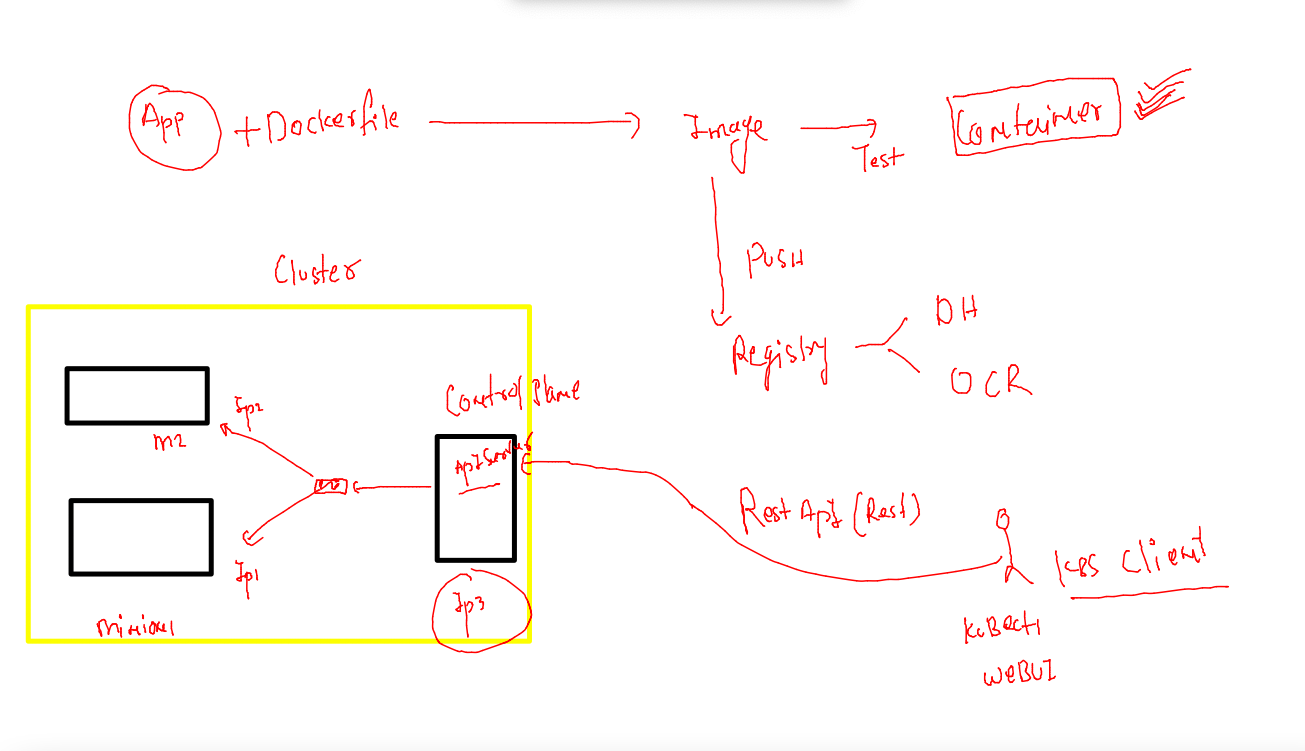 App
+ Dockerfile
Image
Test
Container
PUSH
Cluster
DH
Registry
OCR
Control Plane
Ip2
m2
ApI Server
Rest ApI (Rest)
k8s client
Ip1
Ip3
minion1
kuBectl
weBUI